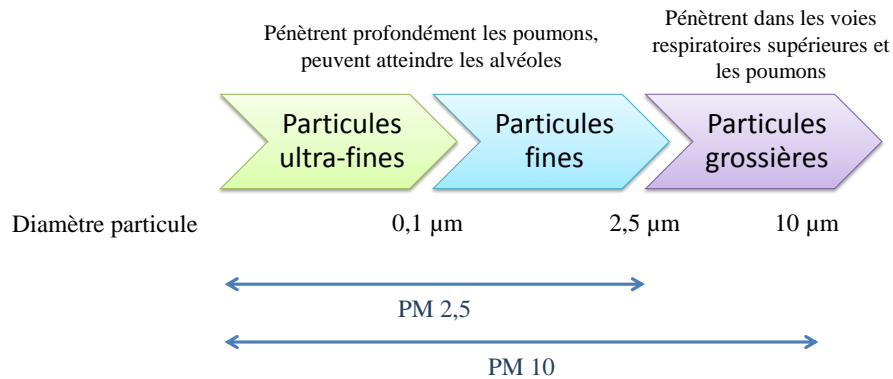 Pénètrent profondément les poumons,
peuvent atteindre les alvéoles
Pénètrent dans les voies
respiratoires supérieures et
les poumons
Particules
ultra-fines
Particules
fines
Particules
grossières
Diamètre particule
0,1 µm
2,5 µm
10 µm
PM 2,5
PM 10